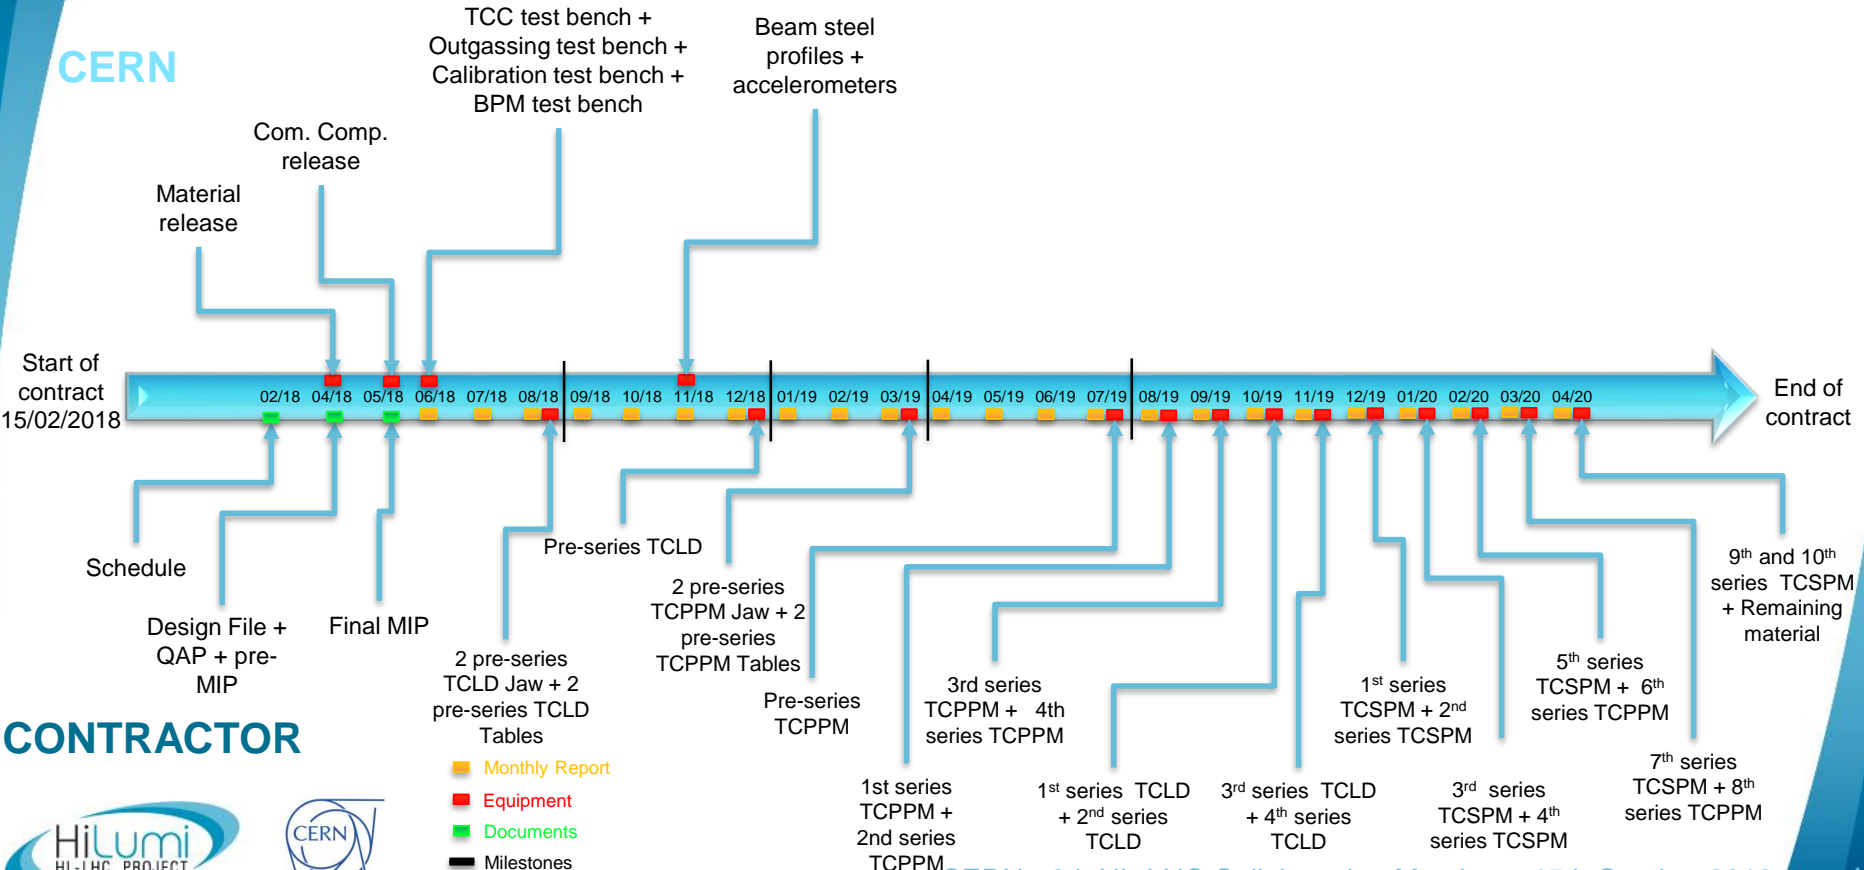 CERN
TCC test bench +
Outgassing test bench +
Calibration test bench +
BPM test bench
Beam steel
profiles +
accelerometers
Com. Comp.
release
Material
release
Start of
contract
15/02/2018
02/18 04/18 05/18 06/18 07/18 08/18 09/18 10/18 11/18 12/18 01/19 02/19 03/19 04/19 05/19 06/19 07/19 08/19 09/19 10/19 11/19 12/19 01/20 02/20 03/20 04/20
End of
contract
Schedule
Design File +
QAP + pre-
MIP
Final MIP
2 pre-series
TCLD Jaw + 2
pre-series TCLD
Tables
Pre-series TCLD
2 pre-series
TCPPM Jaw + 2
pre-series
TCPPM Tables
Pre-series
TCPPM
1st series
TCPPM +
2nd series
TCPPM
3rd series
TCPPM + 4th
series TCPPM
1st series TCLD
+ 2nd series
TCLD
3rd series TCLD
+ 4th series
TCLD
1st series
TCSPM + 2nd
series TCSPM
3rd series
TCSPM + 4th
series TCSPM
5th series
TCSPM + 6th
series TCPPM
7th series
TCSPM + 8th
series TCPPM
9th and 10th
series TCSPM
+ Remaining
material
CONTRACTOR
Monthly Report
Equipment
Documents
Milestones
HiLumi
HL-LHC PROJECT
CERN